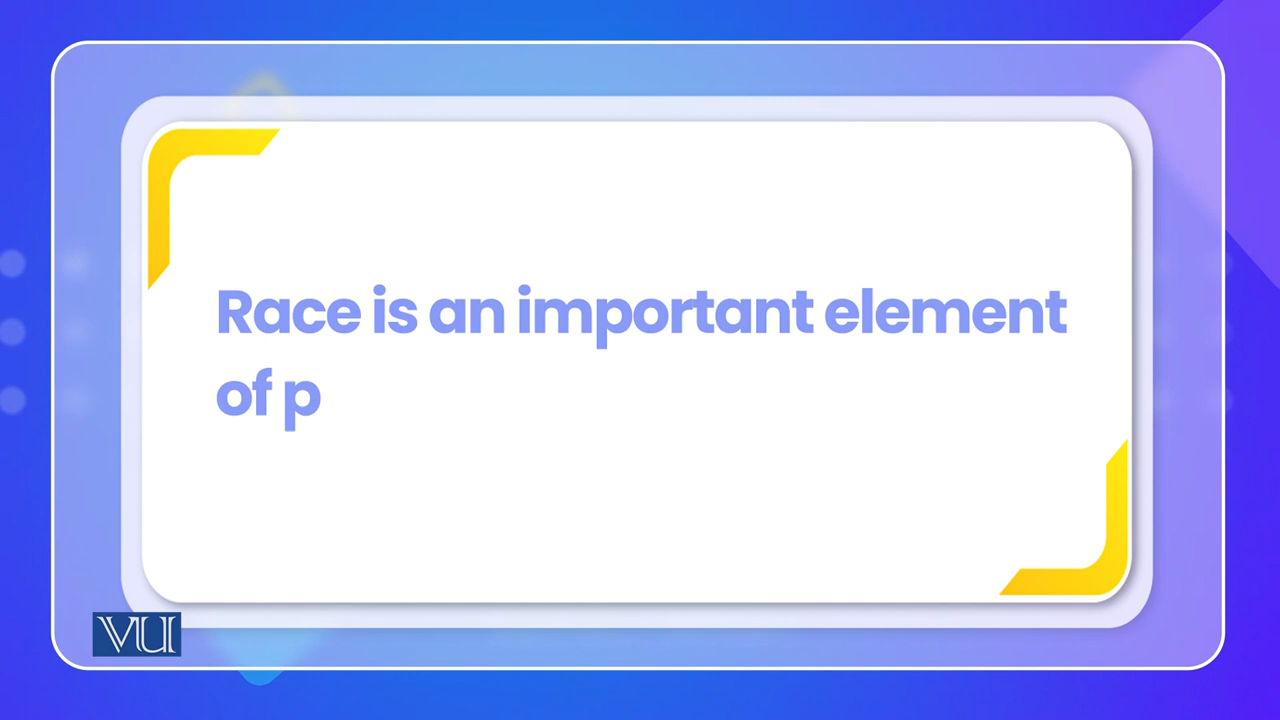 Race is an important element
of p
VU